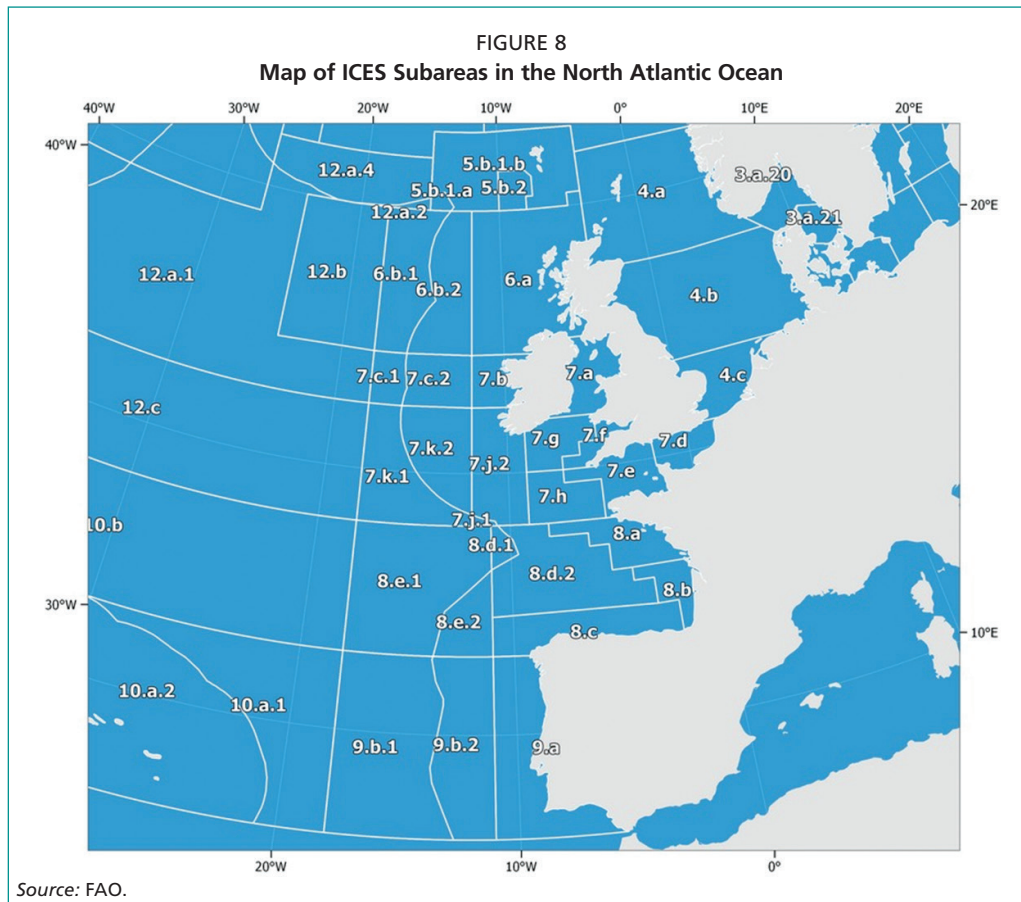 FIGURE 8
Map of ICES Subareas in the North Atlantic Ocean
40°W 30°W 20°W 10°W 0° 10°E 20°E
40°W
12.a.4
5.b.1.b
3.a.20
5.b.1.a
5.b.2
4.a
20°E
12.a.2
3.a.21
12.a.1
12.b
6.b.1
6.a
6.b.2
4.b
7.c.1
7.c.2
7.b
7.a
4.c
12.c
7.g
7.f
7.d
7.k.2
7.j.2
7.e
7.k.1
7.h
10.b
7.j.1
8.a
8.d.1
8.e.1
8.d.2
8.b
30°W
8.e.2
8.c
10°E
10.a.2
10.a.1
9.b.1
9.b.2
9.a
20°W 10°W 0°
Source: FAO.